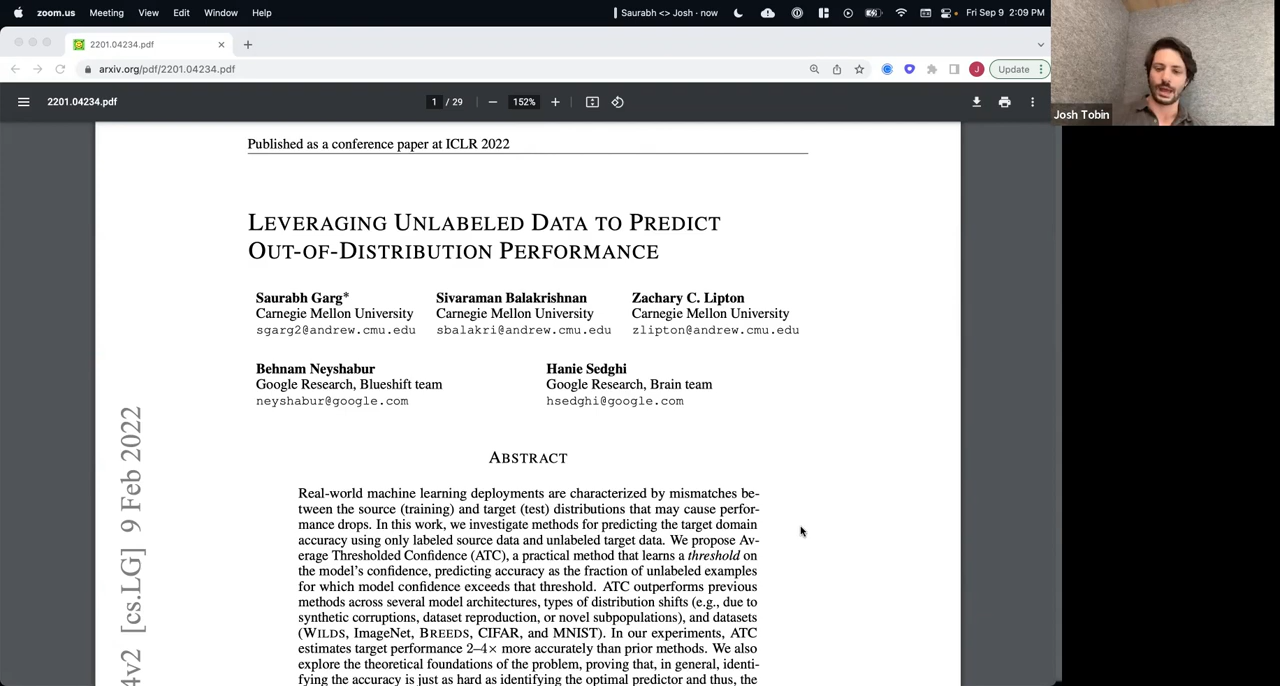 zoom.us Meeting View Edit Window Help Saurabh <> Josh · now Fri Sep 9 2:09 PM
2201.04234.pdf
arxiv.org/pdf/2201.04234.pdf J Update
2201.04234.pdf 1 / 29 152%
Josh Tobin
Published as a conference paper at ICLR 2022
LEVERAGING UNLABELED DATA TO PREDICT
OUT-OF-DISTRIBUTION PERFORMANCE
Saurabh Garg* Sivaraman Balakrishnan Zachary C. Lipton
Carnegie Mellon University Carnegie Mellon University Carnegie Mellon University
sgarg2@andrew.cmu.edu sbalakri@andrew.cmu.edu zlipton@andrew.cmu.edu
Behnam Neyshabur Hanie Sedghi
Google Research, Blueshift team Google Research, Brain team
neyshabur@google.com hsedghi@google.com
4v2 [cs.LG] 9 Feb 2022
ABSTRACT
Real-world machine learning deployments are characterized by mismatches be-
tween the source (training) and target (test) distributions that may cause perfor-
mance drops. In this work, we investigate methods for predicting the target domain
accuracy using only labeled source data and unlabeled target data. We propose Av-
erage Thresholded Confidence (ATC), a practical method that learns a threshold on
the model's confidence, predicting accuracy as the fraction of unlabeled examples
for which model confidence exceeds that threshold. ATC outperforms previous
methods across several model architectures, types of distribution shifts (e.g., due to
synthetic corruptions, dataset reproduction, or novel subpopulations), and datasets
(WILDS, ImageNet, BREEDS, CIFAR, and MNIST). In our experiments, ATC
estimates target performance 2–4× more accurately than prior methods. We also
explore the theoretical foundations of the problem, proving that, in general, identi-
fying the accuracy is just as hard as identifying the optimal predictor and thus, the